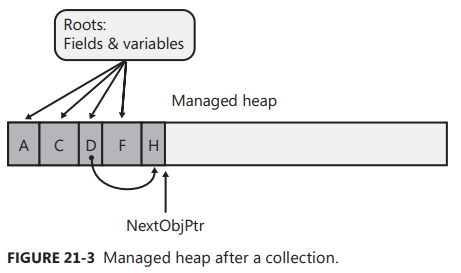 Roots:
Fields & variables
Managed heap
A C D F H
NextObjPtr
FIGURE 21-3 Managed heap after a collection.